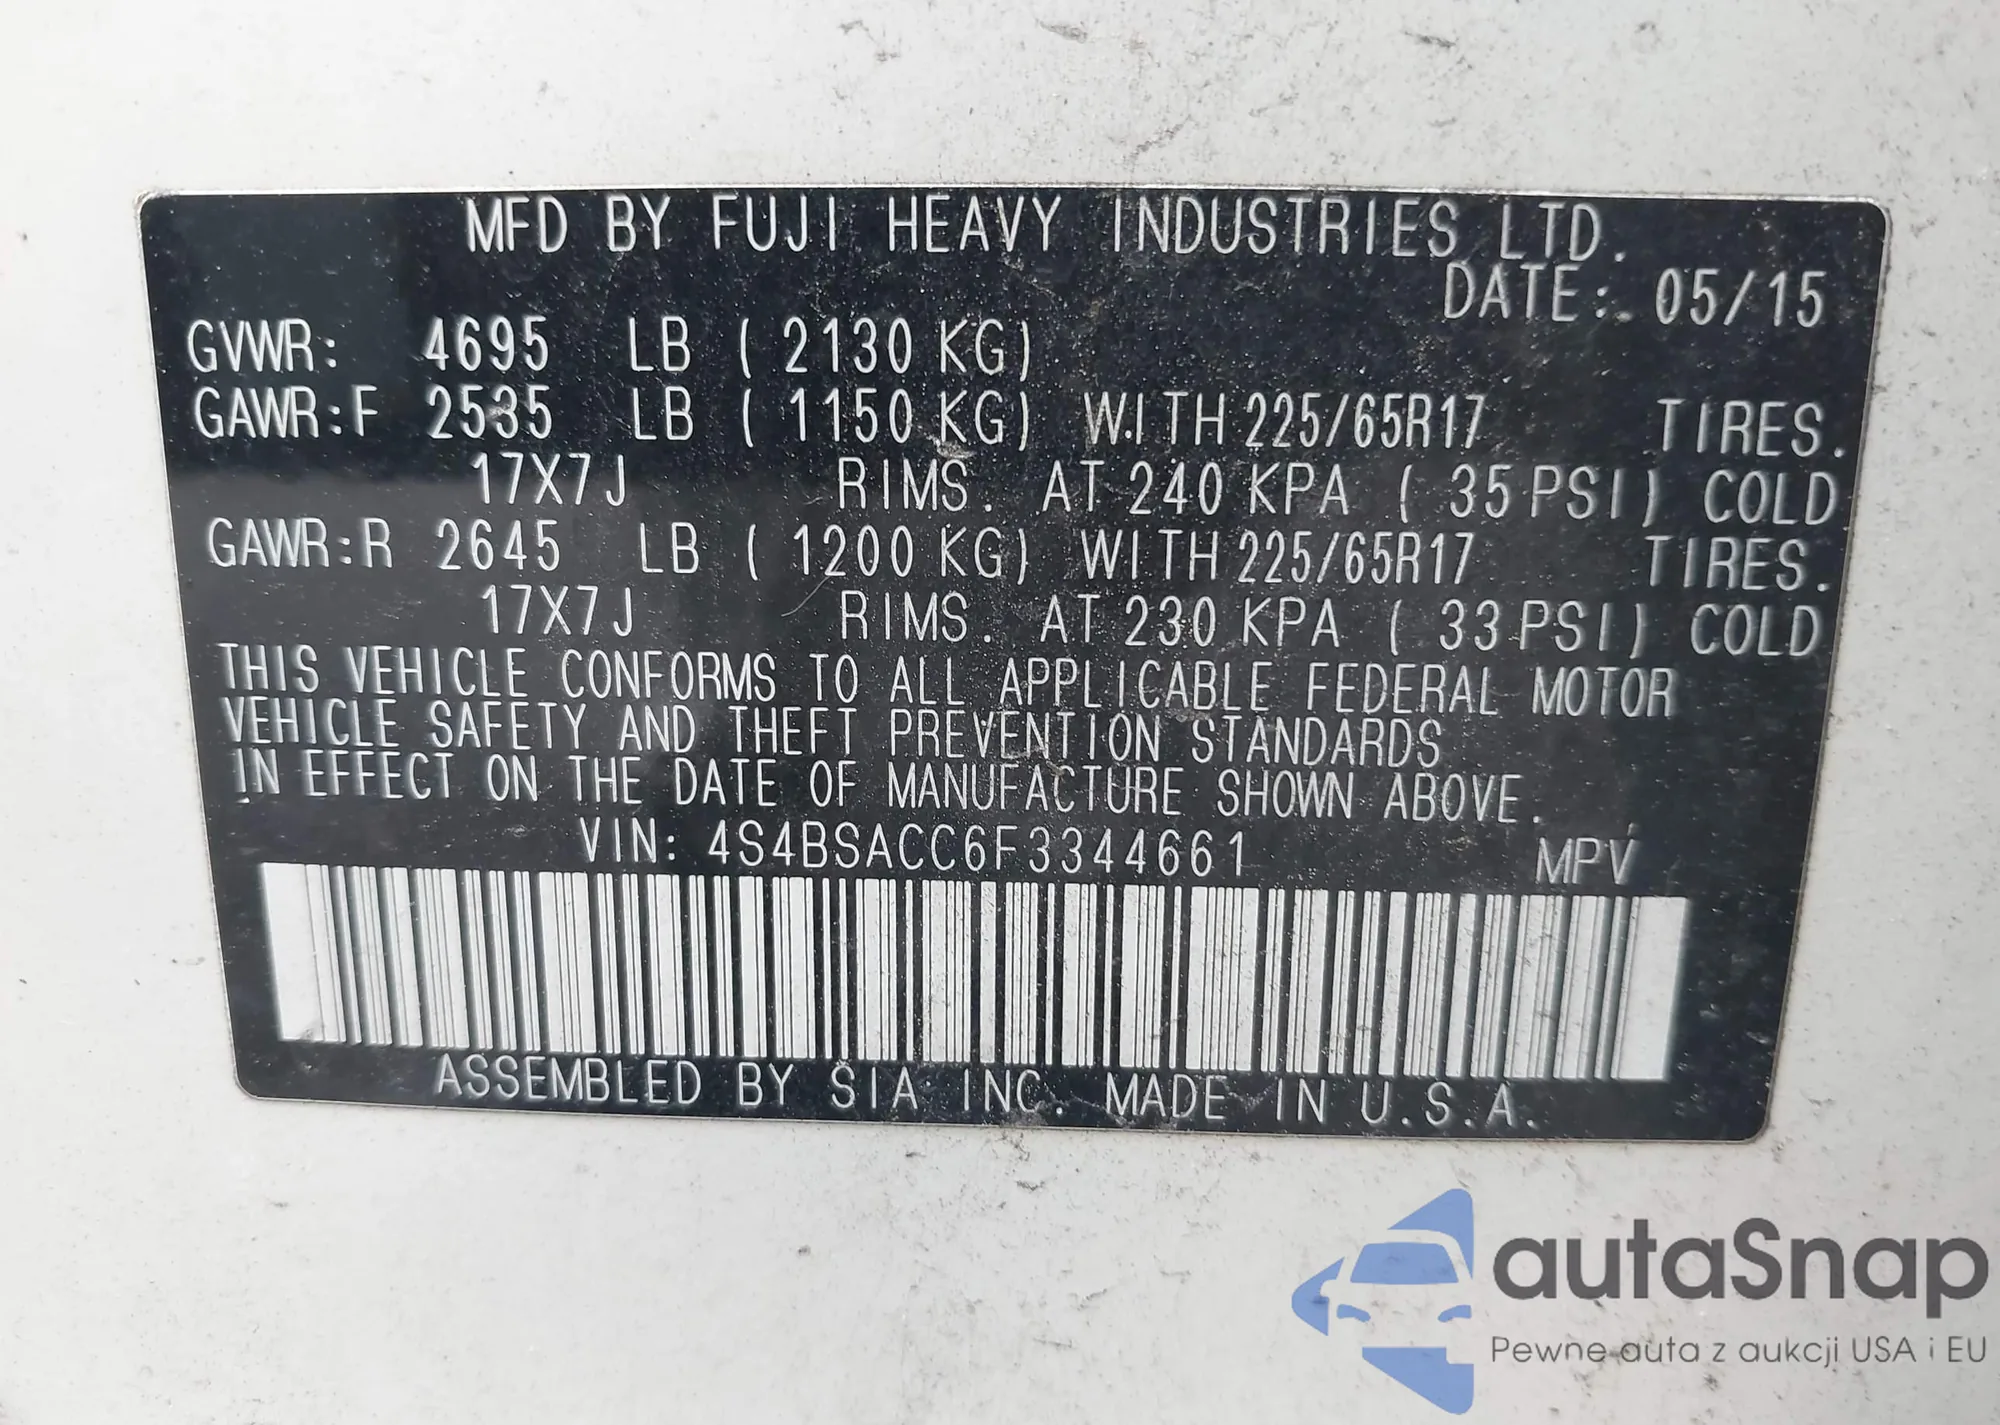 MFD BY FUJI HEAVY INDUSTRIES LTD.
DATE: 05/15
GVWR: 4695 LB ( 2130 KG)
GAWR:F 2535 LB ( 1150 KG) WITH 225/65R17 TIRES.
17X7J RIMS. AT 240 KPA ( 35 PSI) COLD
GAWR:R 2645 LB ( 1200 KG) WITH 225/65R17 TIRES.
17X7J RIMS. AT 230 KPA ( 33 PSI) COLD
THIS VEHICLE CONFORMS TO ALL APPLICABLE FEDERAL MOTOR
VEHICLE SAFETY AND THEFT PREVENTION STANDARDS
IN EFFECT ON THE DATE OF MANUFACTURE SHOWN ABOVE.
VIN: 4S4BSACC6F3344661 MPV
ASSEMBLED BY SIA INC. MADE IN U.S.A.
autaSnap
Pewne auta z aukcji USA i EU